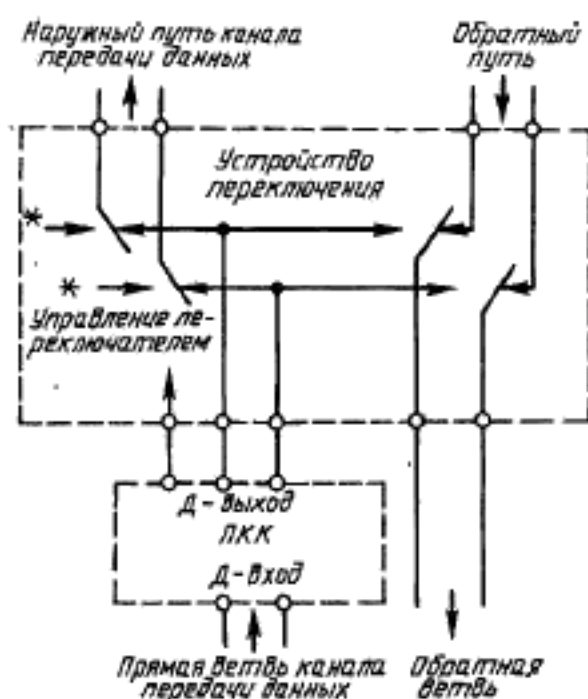 Наружный путь канала
передачи данных
Обратный
путь
Устройство
переключения
*
*
Управление пе-
реключателем
Д-выход
ПКК
Д-вход
Прямая ветвь канала
передачи данных
Обратная
ветвь